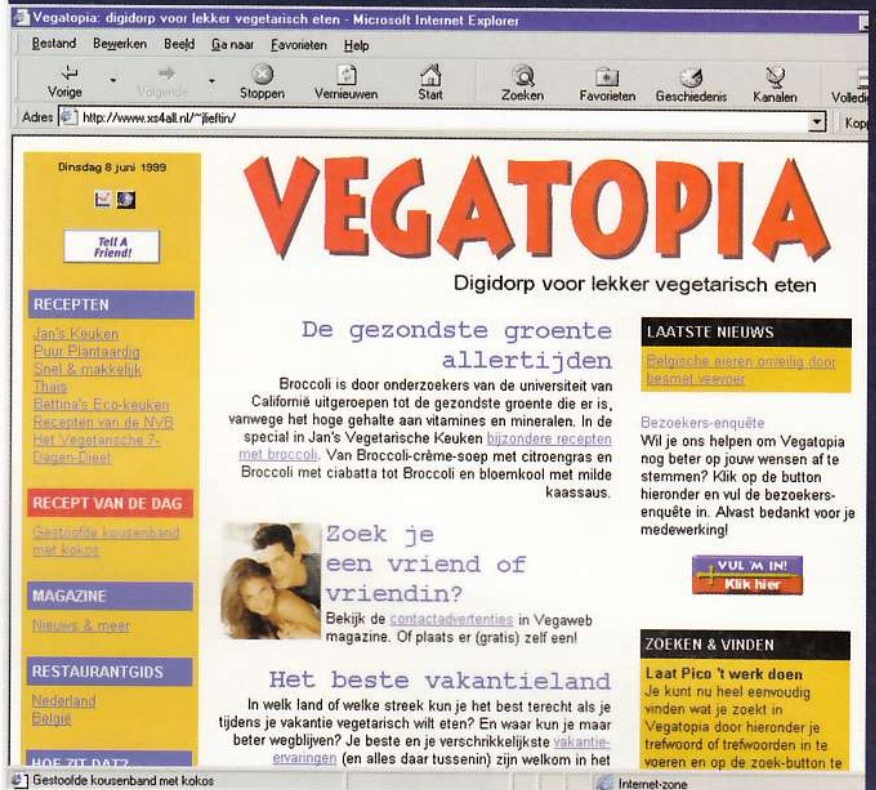 Vegatopia: digidorp voor lekker vegetarisch eten - Microsoft Internet Explorer
Bestand Bewerken Beeld Ga naar Favorieten Help
Vorige Volgende Stoppen Vernieuwen Start Zoeken Favorieten Geschiedenis Kanalen
Adres http://www.xs4all.nl/~jlieftin/
Dinsdag 8 juni 1999
Tell A
Friend!
RECEPTEN
Jan's Keuken
Puur Plantaardig
Snel & makkelijk
Thais
Bettina's Eco-keuken
Recepten van de NVB
Het Vegetarische 7-
Dagen-Dieet
RECEPT VAN DE DAG
Gestoofde kousenband
met kokos
MAGAZINE
Nieuws & meer
RESTAURANTGIDS
Nederland
België
HOE ZIT DAT?
VEGATOPIA
Digidorp voor lekker vegetarisch eten
De gezondste groente
allertijden
Broccoli is door onderzoekers van de universiteit van
Californië uitgeroepen tot de gezondste groente die er is,
vanwege het hoge gehalte aan vitamines en mineralen. In de
special in Jan's Vegetarische Keuken bijzondere recepten
met broccoli. Van Broccoli-crème-soep met citroengras en
Broccoli met ciabatta tot Broccoli en bloemkool met milde
kaassaus.
Zoek je
een vriend of
vriendin?
Bekijk de contactadvertenties in Vegaweb
magazine. Of plaats er (gratis) zelf een!
Het beste vakantieland
In welk land of welke streek kun je het best terecht als je
tijdens je vakantie vegetarisch wilt eten? En waar kun je maar
beter wegblijven? Je beste en je verschrikkelijkste vakantie-
ervaringen (en alles daar tussenin) zijn welkom in het
LAATSTE NIEUWS
Belgische eieren onveilig door
besmet veevoer
Bezoekers-enquête
Wil je ons helpen om Vegatopia
nog beter op jouw wensen af te
stemmen? Klik op de button
hieronder en vul de bezoekers-
enquête in. Alvast bedankt voor je
medewerking!
VUL 'M IN!
Klik hier
ZOEKEN & VINDEN
Laat Pico 't werk doen
Je kunt nu heel eenvoudig
vinden wat je zoekt in
Vegatopia door hieronder je
trefwoord of trefwoorden in te
voeren en op de zoek-button te
Gestoofde kousenband met kokos
Internet-zone